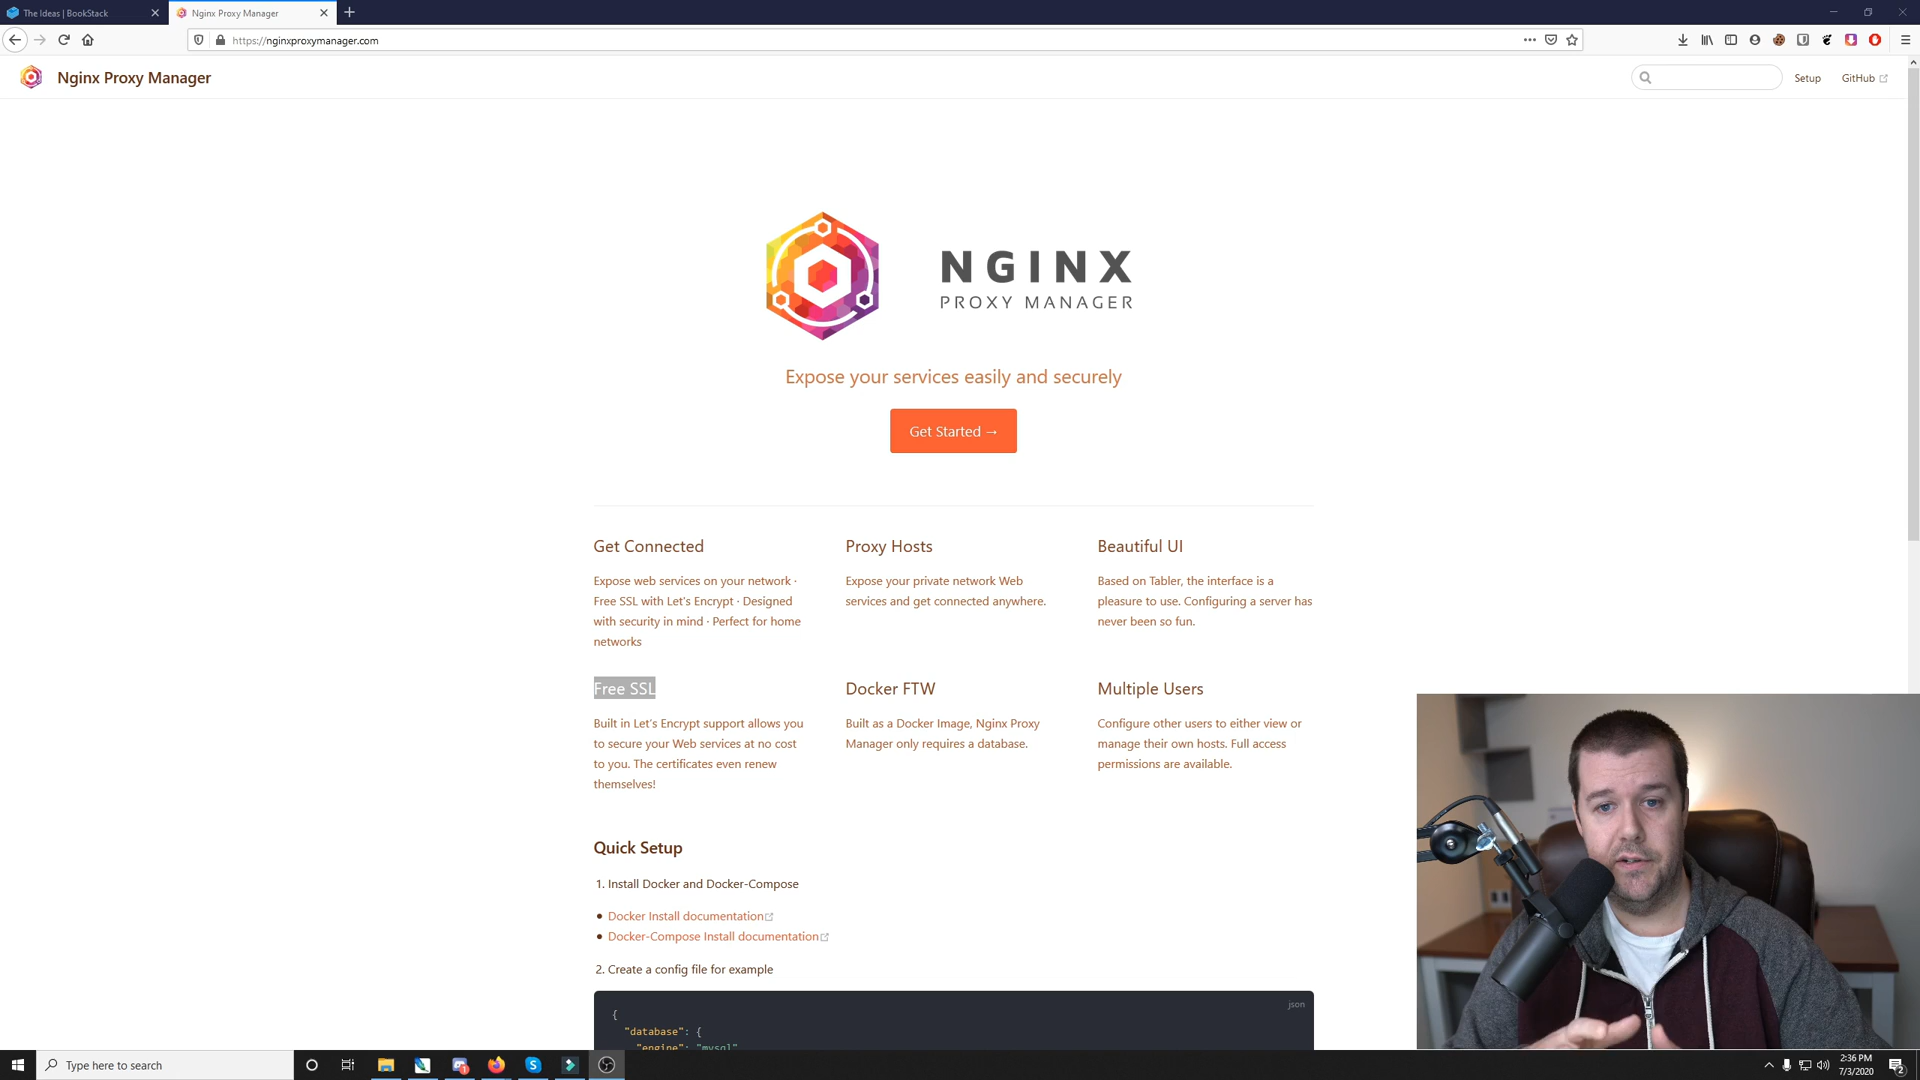 The Ideas | BookStack
Nginx Proxy Manager
https://nginxproxymanager.com
Nginx Proxy Manager
Setup
GitHub
NGINX
PROXY MANAGER
Expose your services easily and securely
Get Started →
Get Connected
Expose web services on your network ·
Free SSL with Let's Encrypt · Designed
with security in mind · Perfect for home
networks
Proxy Hosts
Expose your private network Web
services and get connected anywhere.
Beautiful UI
Based on Tabler, the interface is a
pleasure to use. Configuring a server has
never been so fun.
Free SSL
Built in Let's Encrypt support allows you
to secure your Web services at no cost
to you. The certificates even renew
themselves!
Docker FTW
Built as a Docker Image, Nginx Proxy
Manager only requires a database.
Multiple Users
Configure other users to either view or
manage their own hosts. Full access
permissions are available.
Quick Setup
1. Install Docker and Docker-Compose
• Docker Install documentation
• Docker-Compose Install documentation
2. Create a config file for example
json
{
"database": {
"engine": "mysql"
Type here to search
2:36 PM
7/3/2020
2